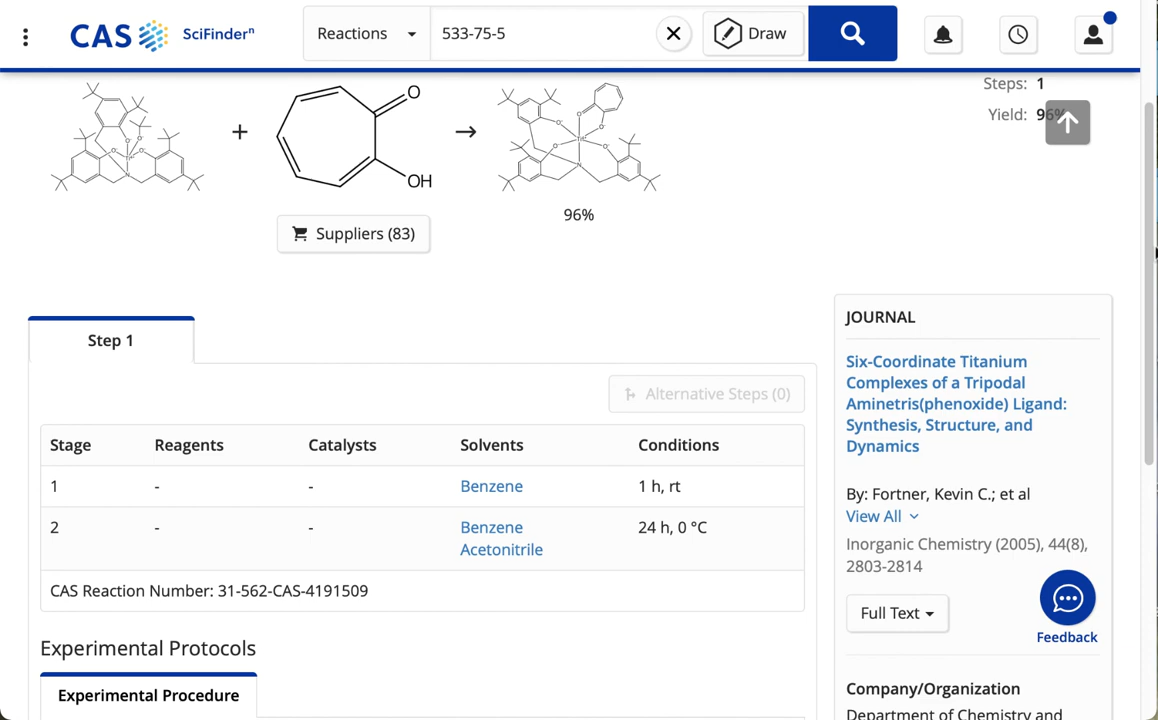 CAS SciFinderⁿ
Reactions
533-75-5
Draw
Steps: 1
Yield: 96%
+
O
OH
96%
Suppliers (83)
Step 1
Alternative Steps (0)
Stage Reagents Catalysts Solvents Conditions
1 - - Benzene 1 h, rt
2 - - Benzene 24 h, 0 °C
Acetonitrile
CAS Reaction Number: 31-562-CAS-4191509
Experimental Protocols
Experimental Procedure
JOURNAL
Six-Coordinate Titanium
Complexes of a Tripodal
Aminetris(phenoxide) Ligand:
Synthesis, Structure, and
Dynamics
By: Fortner, Kevin C.; et al
View All
Inorganic Chemistry (2005), 44(8),
2803-2814
Full Text
Feedback
Company/Organization
Department of Chemistry and